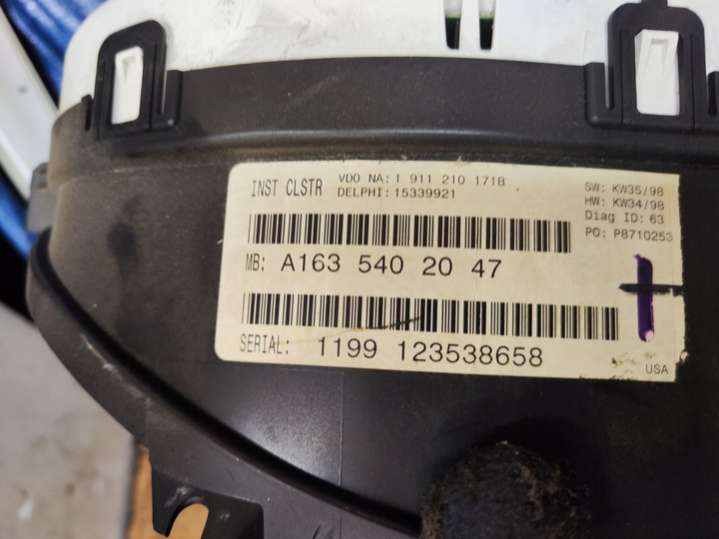 INST CLSTR
VDO NA: 1 911 210 171B
DELPHI: 15339921
SW: KW35/98
HW: KW34/98
Diag ID: 63
PO: P8710253
MB: A163 540 20 47
SERIAL: 1199 123538658
USA